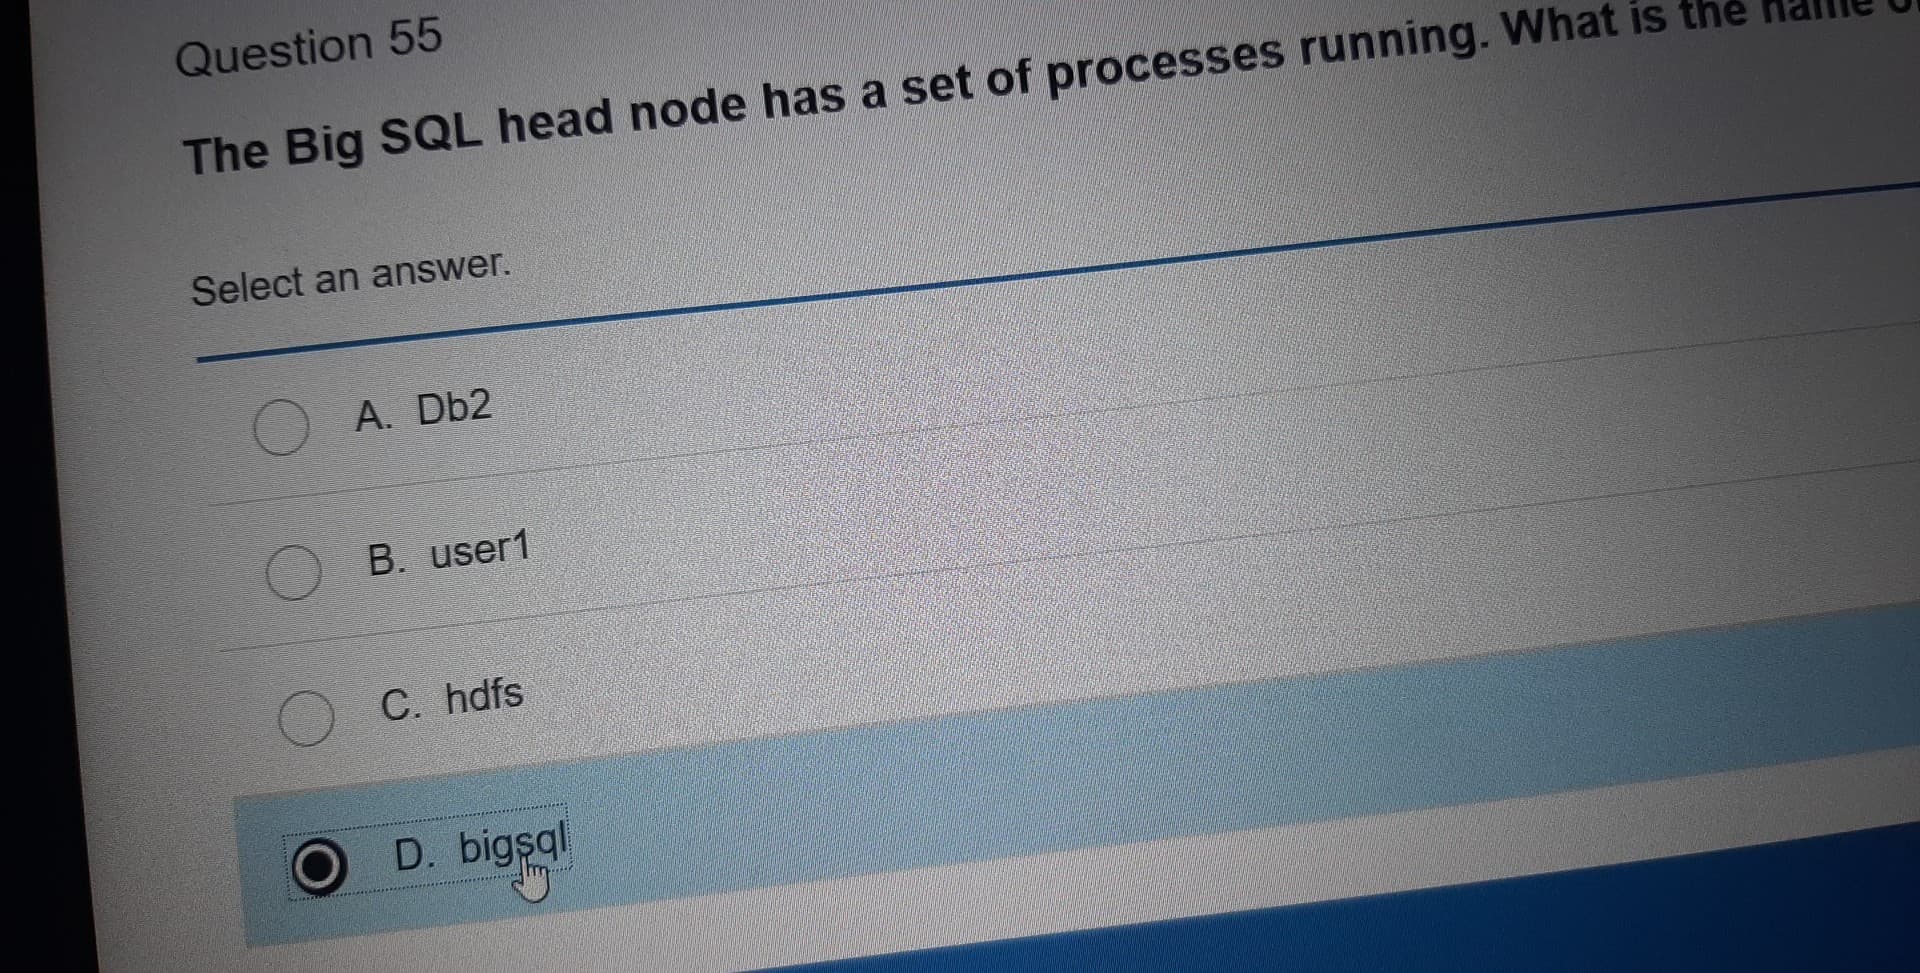 Question 55
The Big SQL head node has a set of processes running. What is the name
Select an answer.
A. Db2
B. user1
C. hdfs
D. bigsql